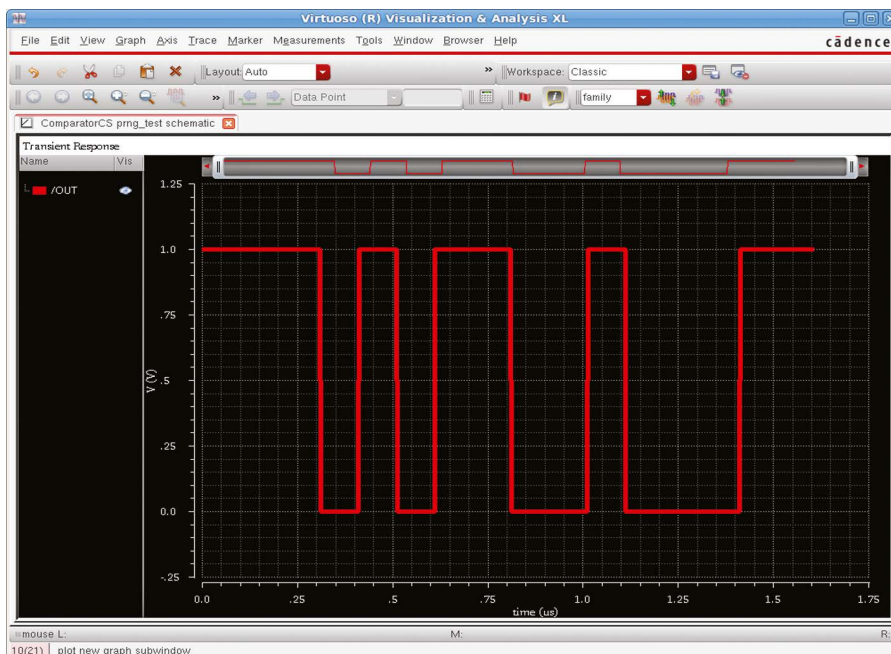 Virtuoso (R) Visualization & Analysis XL
File Edit View Graph Axis Trace Marker Measurements Tools Window Browser Help
cādence
Layout: Auto » Workspace: Classic
» Data Point family
ComparatorCS prng_test schematic
Transient Response
Name Vis
/OUT
1.25
1.0
.75
.5
.25
0.0
-.25
V (V)
0.0 .25 .5 .75 1.0 1.25 1.5 1.75
time (us)
mouse L: M: R:
10(21) plot new graph subwindow